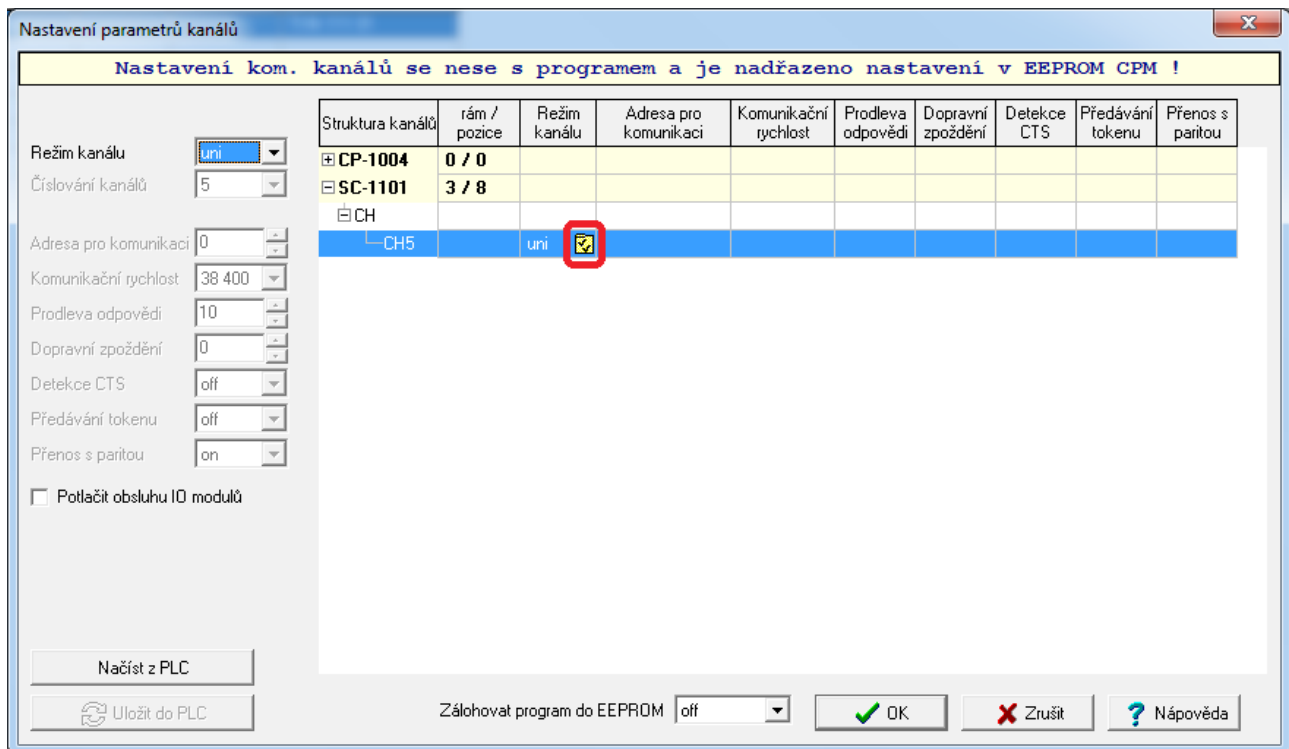 Nastavení parametrů kanálů
Nastavení kom. kanálů se nese s programem a je nadřazeno nastavení v EEPROM CPM !
Režim kanálu uni
Číslování kanálů 5
Adresa pro komunikaci 0
Komunikační rychlost 38 400
Prodleva odpovědi 10
Dopravní zpoždění 0
Detekce CTS off
Předávání tokenu off
Přenos s paritou on
Potlačit obsluhu IO modulů
Struktura kanálů rám / pozice Režim kanálu Adresa pro komunikaci Komunikační rychlost Prodleva odpovědi Dopravní zpoždění Detekce CTS Předávání tokenu Přenos s paritou
CP-1004 0 / 0
SC-1101 3 / 8
CH
CH5 uni
Načíst z PLC
Uložit do PLC
Zálohovat program do EEPROM off
OK
Zrušit
Nápověda